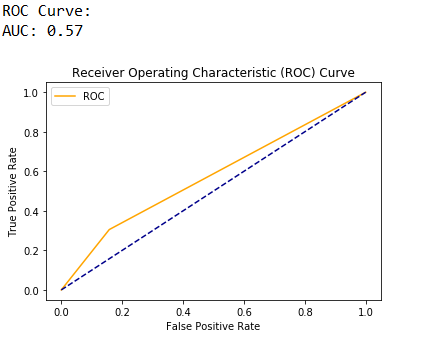 ROC Curve:
AUC: 0.57
Receiver Operating Characteristic (ROC) Curve
ROC
1.0
0.8
0.6
0.4
0.2
0.0
True Positive Rate
0.0 0.2 0.4 0.6 0.8 1.0
False Positive Rate